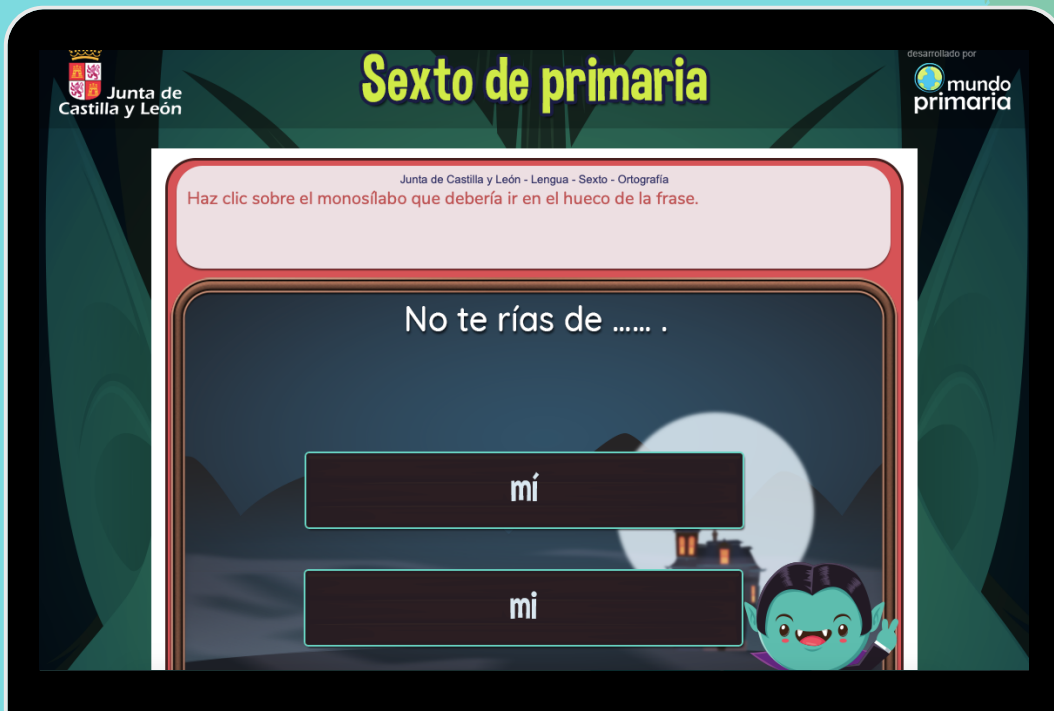 Junta de
Castilla y León
Sexto de primaria
desarrollado por
mundo
primaria
Junta de Castilla y León - Lengua - Sexto - Ortografía
Haz clic sobre el monosílabo que debería ir en el hueco de la frase.
No te rías de ...... .
mí
mi